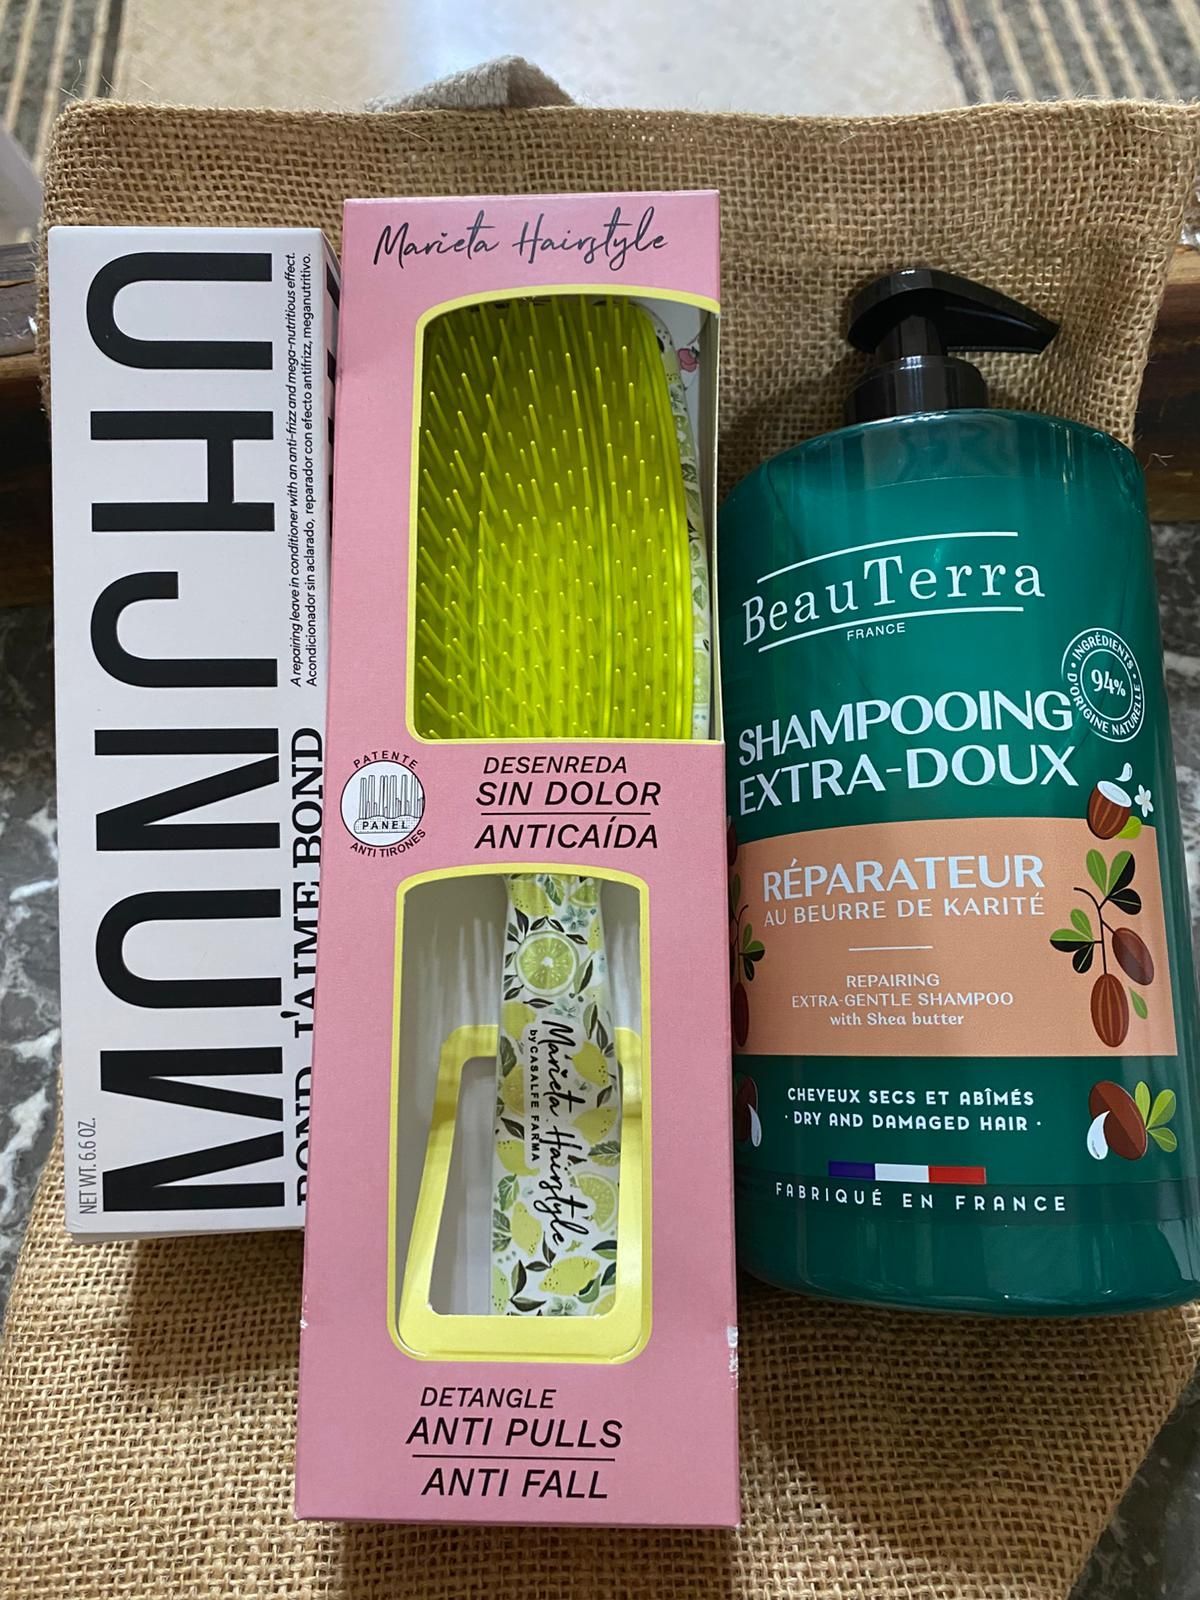 MUNJCHU
NET WT. 6.6 OZ.
A repairing leave in conditioner with an anti-frizz and mega-nutritious effect.
Acondicionador sin aclarado, reparador con efecto antifrizz, meganutritivo.
BOND, J'AIME BOND
Marieta Hairstyle
PATENTE
PANEL
ANTI TIRONES
DESENREDA
SIN DOLOR
ANTICAÍDA
Marieta Hairstyle
by CASALFE FARMA
DETANGLE
ANTI PULLS
ANTI FALL
BeauTerra
FRANCE
INGRÉDIENTS
94%
D'ORIGINE NATURELLE
SHAMPOOING
EXTRA-DOUX
RÉPARATEUR
AU BEURRE DE KARITÉ
REPAIRING
EXTRA-GENTLE SHAMPOO
with Shea butter
CHEVEUX SECS ET ABÎMÉS
· DRY AND DAMAGED HAIR ·
FABRIQUÉ EN FRANCE